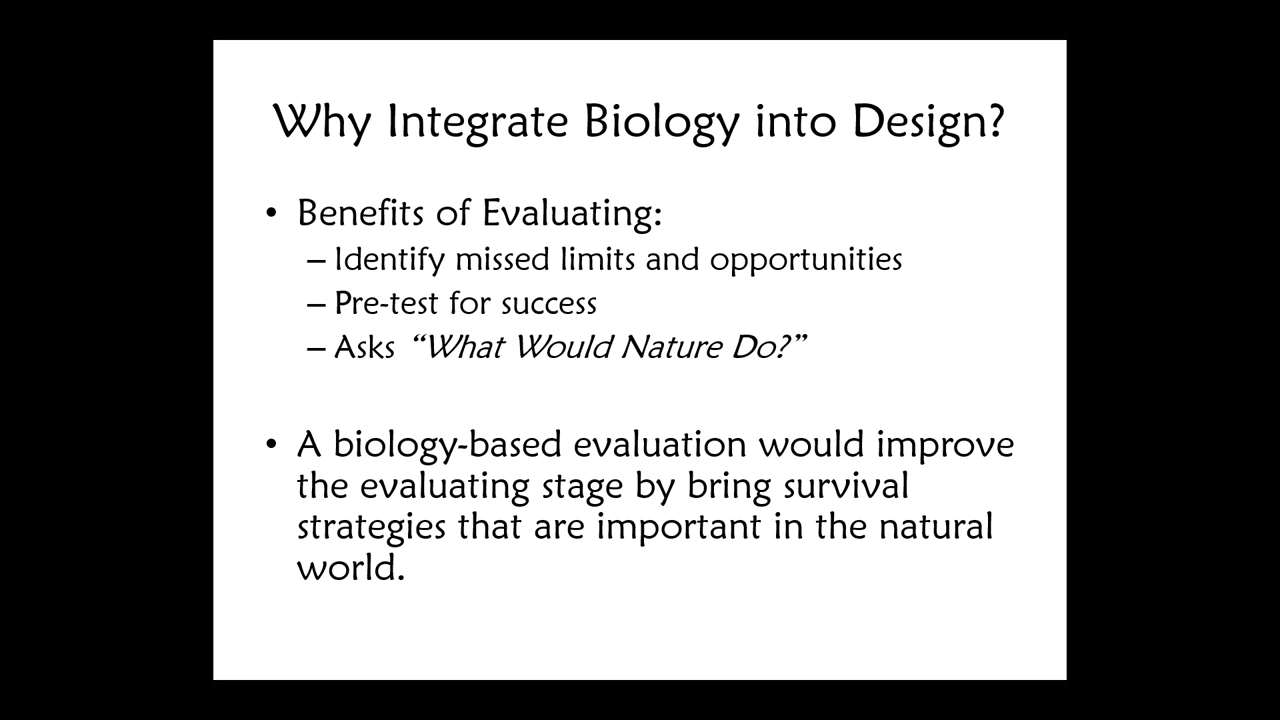 Why Integrate Biology into Design?
• Benefits of Evaluating:
– Identify missed limits and opportunities
– Pre-test for success
– Asks “What Would Nature Do?”
• A biology-based evaluation would improve
the evaluating stage by bring survival
strategies that are important in the natural
world.